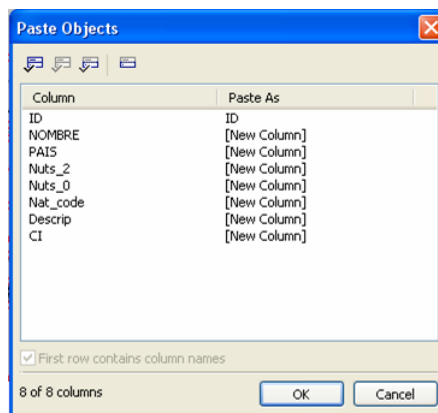 Paste Objects
Column Paste As
ID ID
NOMBRE [New Column]
PAIS [New Column]
Nuts_2 [New Column]
Nuts_0 [New Column]
Nat_code [New Column]
Descrip [New Column]
CI [New Column]
First row contains column names
8 of 8 columns OK Cancel